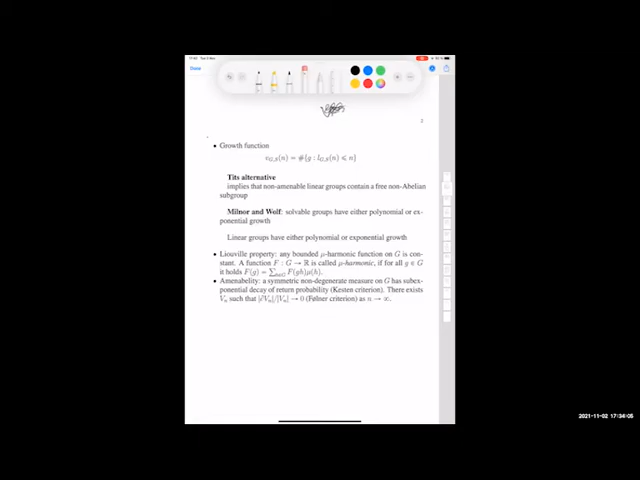 Done
2
• Growth function
v_{G,S}(n) = #{g : l_{G,S}(n) ⩽ n}
Tits alternative
implies that non-amenable linear groups contain a free non-Abelian
subgroup
Milnor and Wolf: solvable groups have either polynomial or ex-
ponential growth
Linear groups have either polynomial or exponential growth
• Liouville property: any bounded μ-harmonic function on G is con-
stant. A function F : G → ℝ is called μ-harmonic, if for all g ∈ G
it holds F(g) = ∑_{h∈G} F(gh)μ(h).
• Amenability: a symmetric non-degenerate measure on G has subex-
ponential decay of return probability (Kesten criterion). There exists
V_n such that |∂V_n|/|V_n| → 0 (Følner criterion) as n → ∞.
2021-11-02 17:34:05